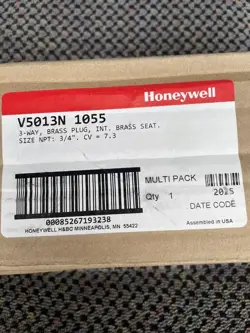 Honeywell
V5013N 1055
3-WAY, BRASS PLUG, INT. BRASS SEAT.
SIZE NPT: 3/4". CV = 7.3
MULTI PACK
Qty 1
DATE CODE
00085267193238
HONEYWELL H&BC MINNEAPOLIS, MN 55422
Assembled in USA